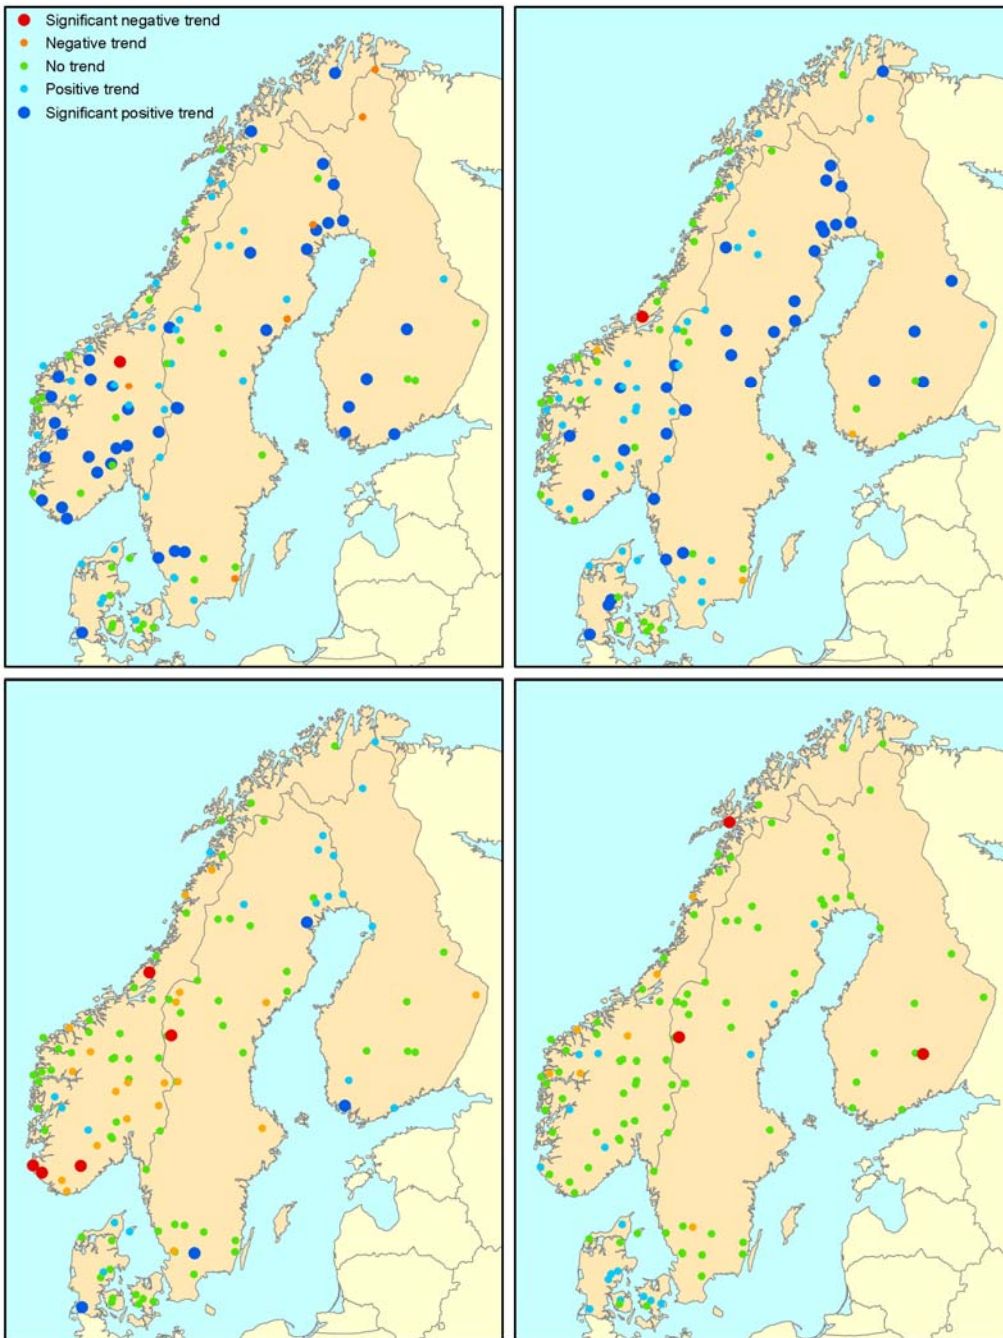 Significant negative trend
Negative trend
No trend
Positive trend
Significant positive trend